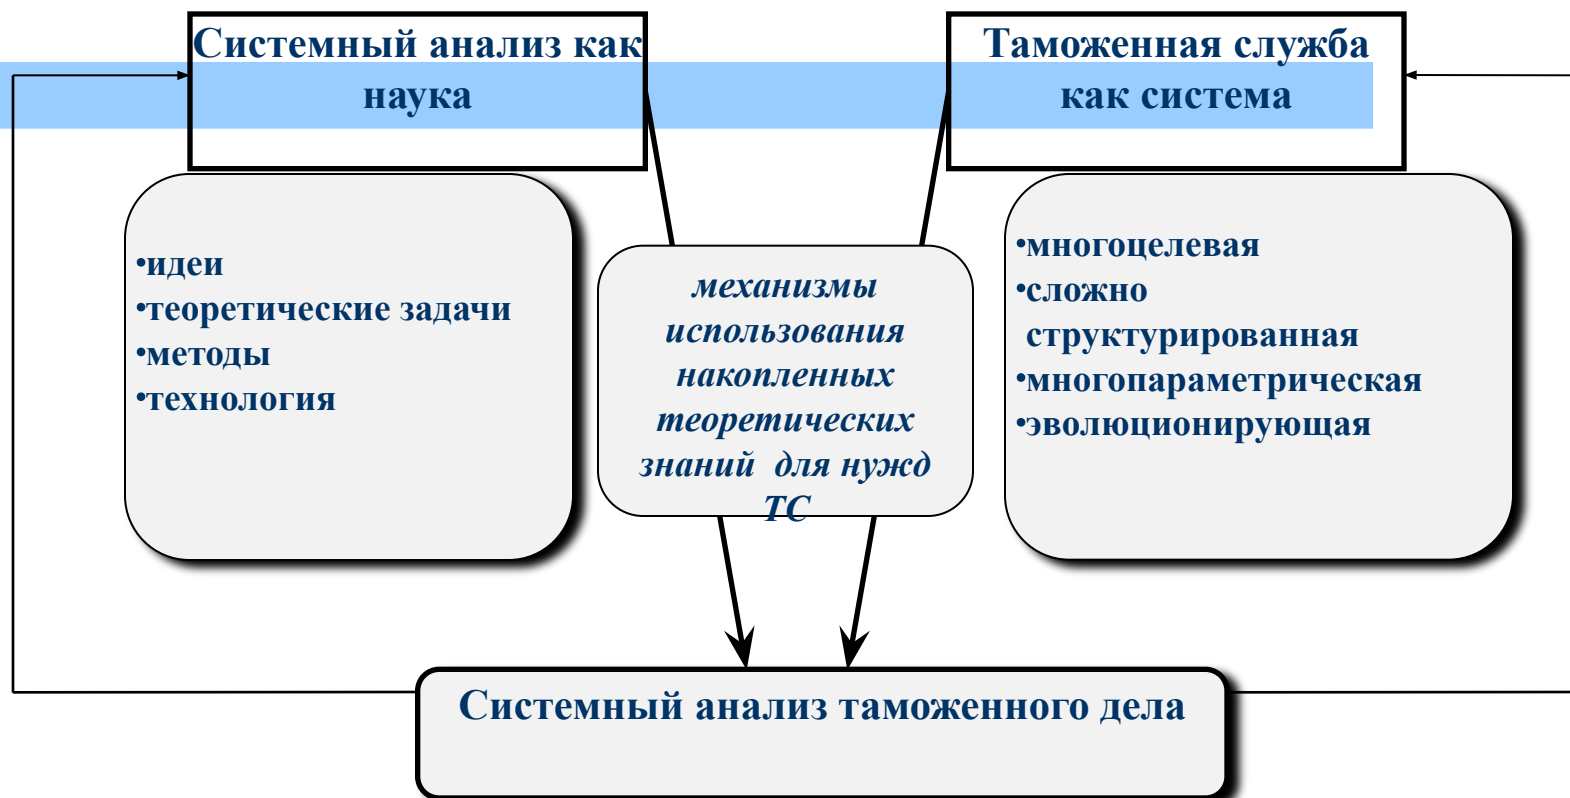 Системный анализ как
наука
Таможенная служба
как система
•идеи
•теоретические задачи
•методы
•технология
механизмы
использования
накопленных
теоретических
знаний для нужд
ТС
•многоцелевая
•сложно
структурированная
•многопараметрическая
•эволюционирующая
Системный анализ таможенного дела